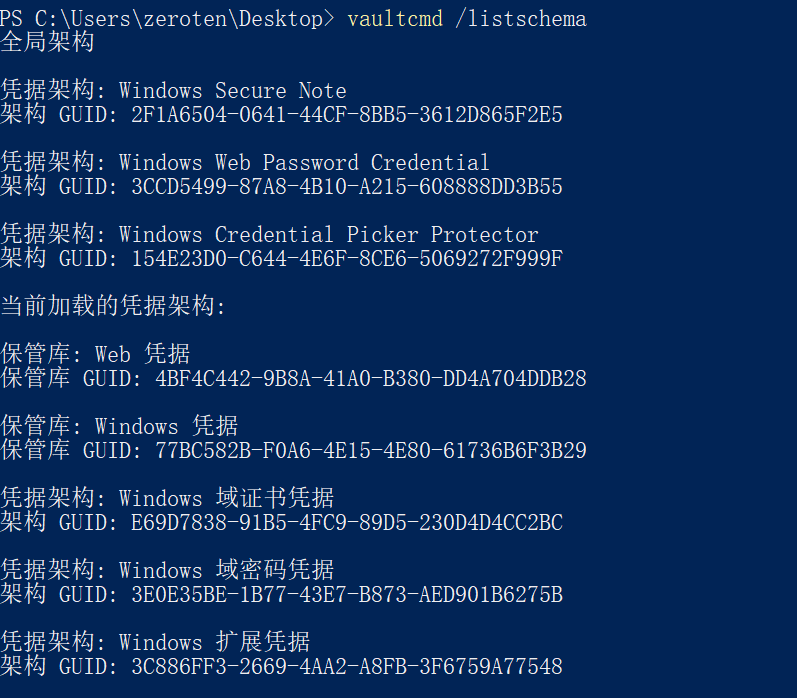 PS C:\Users\zeroten\Desktop> vaultcmd /listschema
全局架构
凭据架构: Windows Secure Note
架构 GUID: 2F1A6504-0641-44CF-8BB5-3612D865F2E5
凭据架构: Windows Web Password Credential
架构 GUID: 3CCD5499-87A8-4B10-A215-608888DD3B55
凭据架构: Windows Credential Picker Protector
架构 GUID: 154E23D0-C644-4E6F-8CE6-5069272F999F
当前加载的凭据架构:
保管库: Web 凭据
保管库 GUID: 4BF4C442-9B8A-41A0-B380-DD4A704DDB28
保管库: Windows 凭据
保管库 GUID: 77BC582B-F0A6-4E15-4E80-61736B6F3B29
凭据架构: Windows 域证书凭据
架构 GUID: E69D7838-91B5-4FC9-89D5-230D4D4CC2BC
凭据架构: Windows 域密码凭据
架构 GUID: 3E0E35BE-1B77-43E7-B873-AED901B6275B
凭据架构: Windows 扩展凭据
架构 GUID: 3C886FF3-2669-4AA2-A8FB-3F6759A77548